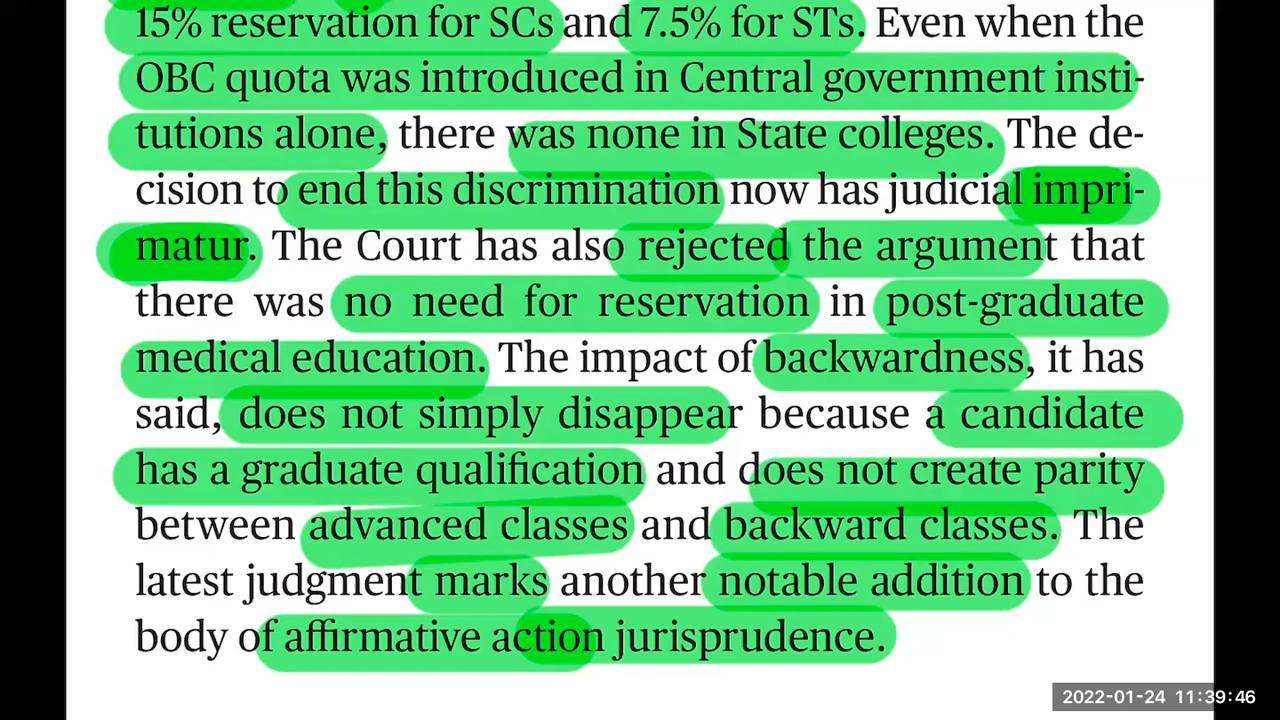 15% reservation for SCs and 7.5% for STs. Even when the
OBC quota was introduced in Central government insti-
tutions alone, there was none in State colleges. The de-
cision to end this discrimination now has judicial impri-
matur. The Court has also rejected the argument that
there was no need for reservation in post-graduate
medical education. The impact of backwardness, it has
said, does not simply disappear because a candidate
has a graduate qualification and does not create parity
between advanced classes and backward classes. The
latest judgment marks another notable addition to the
body of affirmative action jurisprudence.
2022-01-24 11:39:46